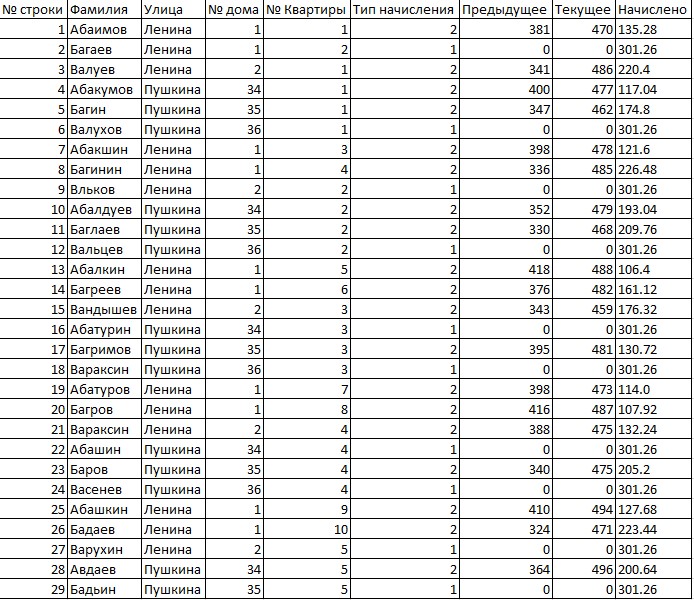 № строки Фамилия Улица № дома № Квартиры Тип начисления Предыдущее Текущее Начислено
1 Абаимов Ленина 1 1 2 381 470 135.28
2 Багаев Ленина 1 2 1 0 0 301.26
3 Валуев Ленина 2 1 2 341 486 220.4
4 Абакумов Пушкина 34 1 2 400 477 117.04
5 Багин Пушкина 35 1 2 347 462 174.8
6 Валухов Пушкина 36 1 1 0 0 301.26
7 Абакшин Ленина 1 3 2 398 478 121.6
8 Багинин Ленина 1 4 2 336 485 226.48
9 Вльков Ленина 2 2 1 0 0 301.26
10 Абалдуев Пушкина 34 2 2 352 479 193.04
11 Баглаев Пушкина 35 2 2 330 468 209.76
12 Вальцев Пушкина 36 2 1 0 0 301.26
13 Абалкин Ленина 1 5 2 418 488 106.4
14 Багреев Ленина 1 6 2 376 482 161.12
15 Вандышев Ленина 2 3 2 343 459 176.32
16 Абатурин Пушкина 34 3 1 0 0 301.26
17 Багримов Пушкина 35 3 2 395 481 130.72
18 Вараксин Пушкина 36 3 1 0 0 301.26
19 Абатуров Ленина 1 7 2 398 473 114.0
20 Багров Ленина 1 8 2 416 487 107.92
21 Вараксин Ленина 2 4 2 388 475 132.24
22 Абашин Пушкина 34 4 1 0 0 301.26
23 Баров Пушкина 35 4 2 340 475 205.2
24 Васенев Пушкина 36 4 1 0 0 301.26
25 Абашкин Ленина 1 9 2 410 494 127.68
26 Бадаев Ленина 1 10 2 324 471 223.44
27 Варухин Ленина 2 5 1 0 0 301.26
28 Авдаев Пушкина 34 5 2 364 496 200.64
29 Бадьин Пушкина 35 5 1 0 0 301.26